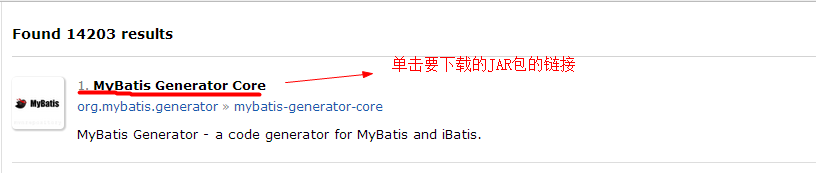 Found 14203 results
单击要下载的JAR包的链接
1. MyBatis Generator Core
MyBatis
org.mybatis.generator » mybatis-generator-core
MyBatis Generator - a code generator for MyBatis and iBatis.